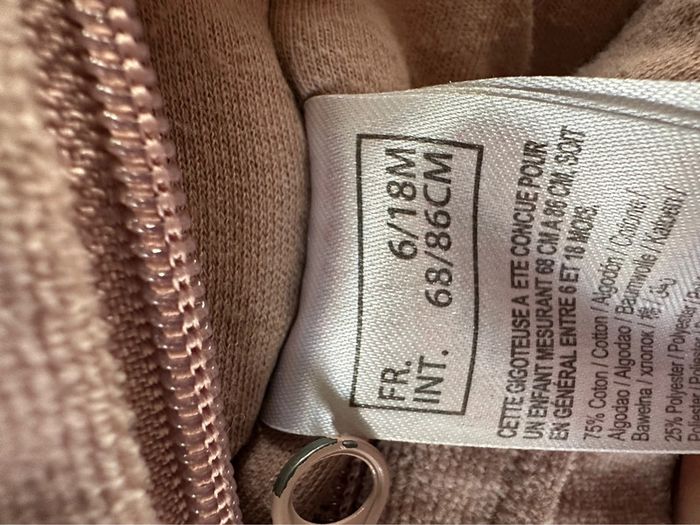 FR. 6/18M
INT. 68/86CM
CETTE GIGOTEUSE A ETE CONCUE POUR
UN ENFANT MESURANT 68 CM A 86 CM, SOIT
EN GENERAL ENTRE 6 ET 18 MOIS.
75% Coton / Cotton / Algodón / Cotone /
Algodao / Algodao / Baumwolle / Katoen /
Bawełna / хлопок / 棉 /
25% Polyester / Polyester /